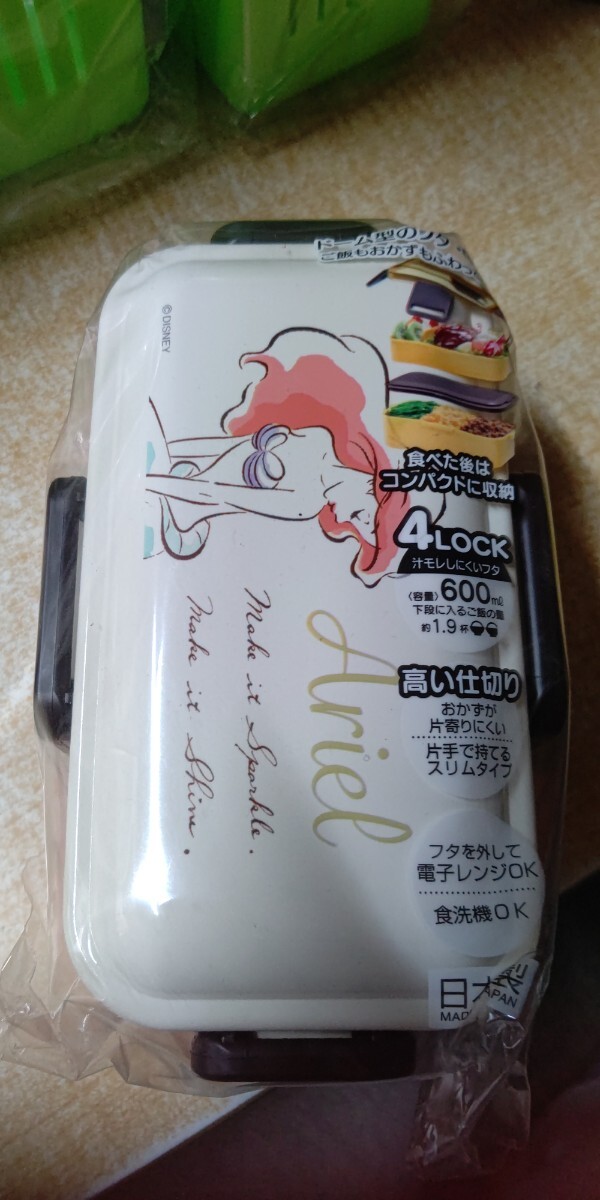 ドーム型のフタ
ご飯もおかずもふわっ
©DISNEY
食べた後は
コンパクトに収納
4LOCK
汁モレしにくいフタ
〈容量〉600ml
下段に入るご飯の量
約1.9杯
高い仕切り
おかずが
片寄りにくい
片手で持てる
スリムタイプ
フタを外して
電子レンジOK
食洗機OK
日本製
MAD
APAN
Ariel
Make it Sparkle.
Make it Shine.